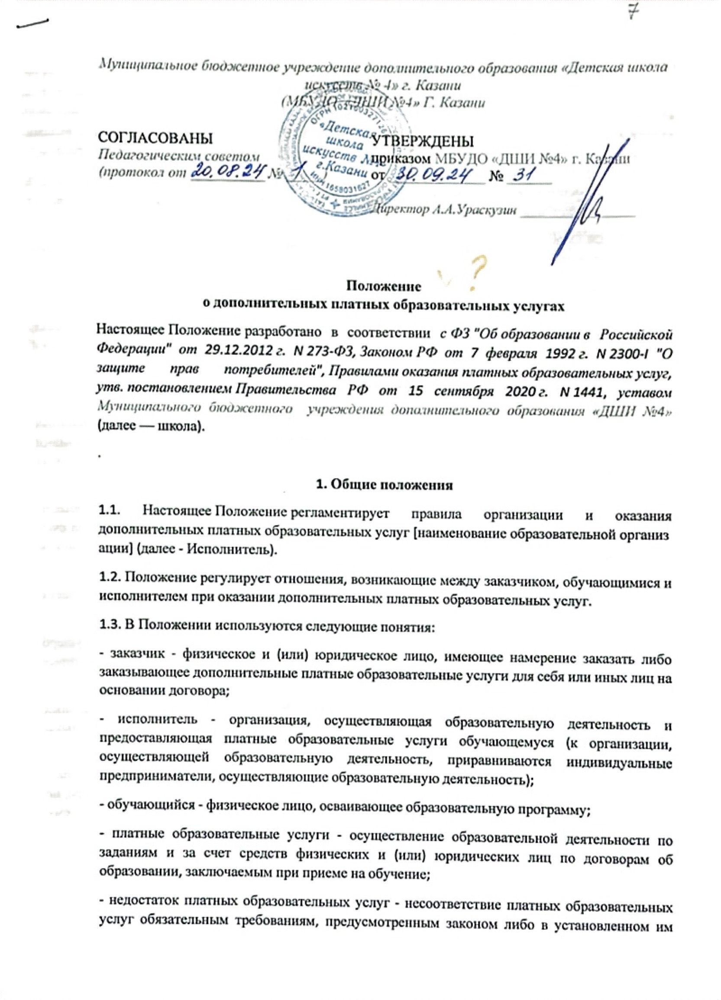 7
Муниципальное бюджетное учреждение дополнительного образования «Детская школа
искусств № 4» г. Казани
(МБУДО «ДШИ №4» Г. Казани
СОГЛАСОВАНЫ
Педагогическим советом
(протокол от 20.08.24 № 1 )
ОГРН
«Детская
школа
искусств
г.Казани
ИНН 1658031627
УТВЕРЖДЕНЫ
приказом МБУДО «ДШИ №4» г. Казани
от 30.09.24 № 31
Директор А.А.Ураскузин
?
Положение
о дополнительных платных образовательных услугах
Настоящее Положение разработано в соответствии с ФЗ "Об образовании в Российской
Федерации" от 29.12.2012 г. N 273-ФЗ, Законом РФ от 7 февраля 1992 г. N 2300-I "О
защите прав потребителей", Правилами оказания платных образовательных услуг,
утв. постановлением Правительства РФ от 15 сентября 2020 г. N 1441, уставом
Муниципального бюджетного учреждения дополнительного образования «ДШИ №4»
(далее — школа).
.
1. Общие положения
1.1. Настоящее Положение регламентирует правила организации и оказания
дополнительных платных образовательных услуг [наименование образовательной организ
ации] (далее - Исполнитель).
1.2. Положение регулирует отношения, возникающие между заказчиком, обучающимися и
исполнителем при оказании дополнительных платных образовательных услуг.
1.3. В Положении используются следующие понятия:
- заказчик - физическое и (или) юридическое лицо, имеющее намерение заказать либо
заказывающее дополнительные платные образовательные услуги для себя или иных лиц на
основании договора;
- исполнитель - организация, осуществляющая образовательную деятельность и
предоставляющая платные образовательные услуги обучающемуся (к организации,
осуществляющей образовательную деятельность, приравниваются индивидуальные
предприниматели, осуществляющие образовательную деятельность);
- обучающийся - физическое лицо, осваивающее образовательную программу;
- платные образовательные услуги - осуществление образовательной деятельности по
заданиям и за счет средств физических и (или) юридических лиц по договорам об
образовании, заключаемым при приеме на обучение;
- недостаток платных образовательных услуг - несоответствие платных образовательных
услуг обязательным требованиям, предусмотренным законом либо в установленном им